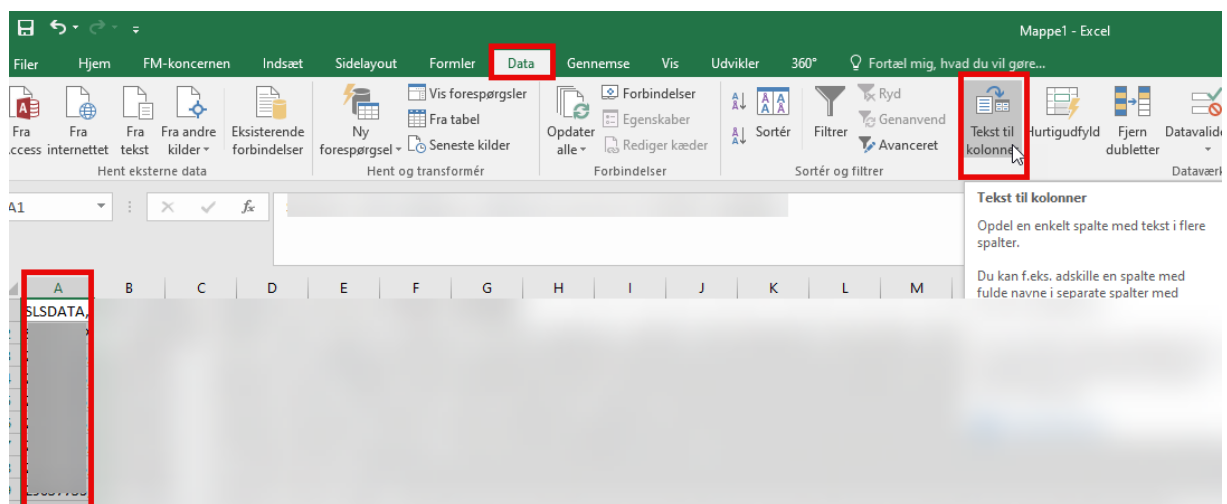 Mappe1 - Excel
Filer Hjem FM-koncernen Indsæt Sidelayout Formler Data Gennemse Vis Udvikler 360° Fortæl mig, hvad du vil gøre...
Fra
ccess
Fra
internettet
Fra
tekst
Fra andre
kilder
Eksisterende
forbindelser
Hent eksterne data
Ny
forespørgsel
Vis forespørgsler
Fra tabel
Seneste kilder
Hent og transformér
Opdater
alle
Forbindelser
Egenskaber
Rediger kæder
Forbindelser
Sortér
Filtrer
Ryd
Genanvend
Avanceret
Sortér og filtrer
Tekst til
kolonne
Hurtigudfyld
Fjern
dubletter
Datavalide
Dataværk
A1 fx
Tekst til kolonner
Opdel en enkelt spalte med tekst i flere
spalter.
Du kan f.eks. adskille en spalte med
fulde navne i separate spalter med
A B C D E F G H I J K L M
SLSDATA,